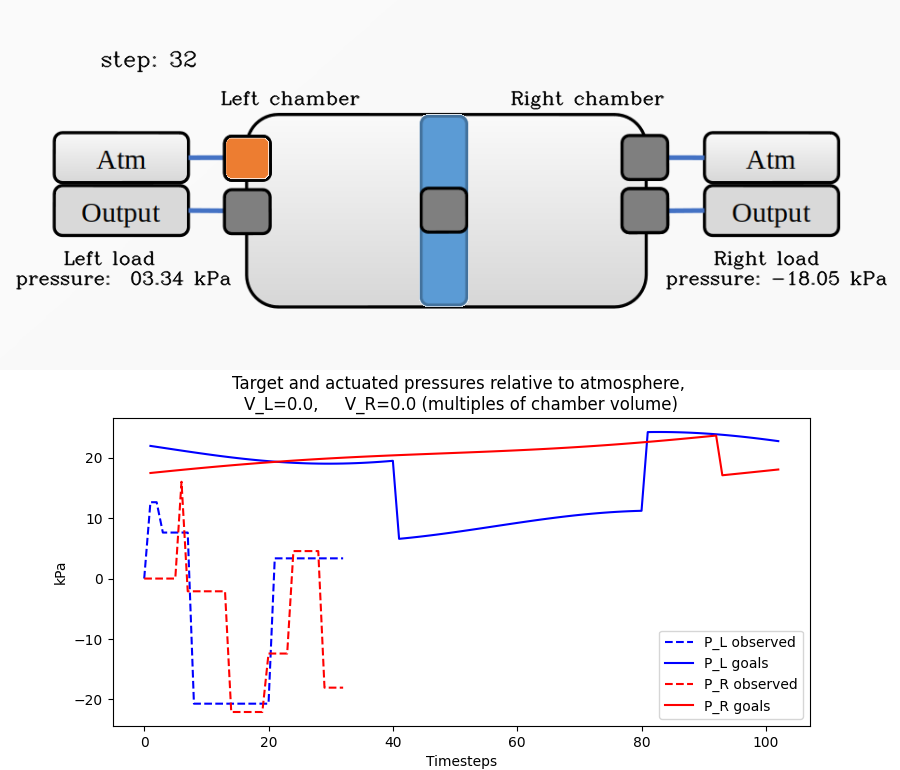 step: 32
Left chamber
Right chamber
Atm
Output
Atm
Output
Left load
pressure: 03.34 kPa
Right load
pressure: −18.05 kPa
Target and actuated pressures relative to atmosphere,
V_L=0.0, V_R=0.0 (multiples of chamber volume)
20
10
0
−10
−20
kPa
0 20 40 60 80 100
Timesteps
P_L observed
P_L goals
P_R observed
P_R goals